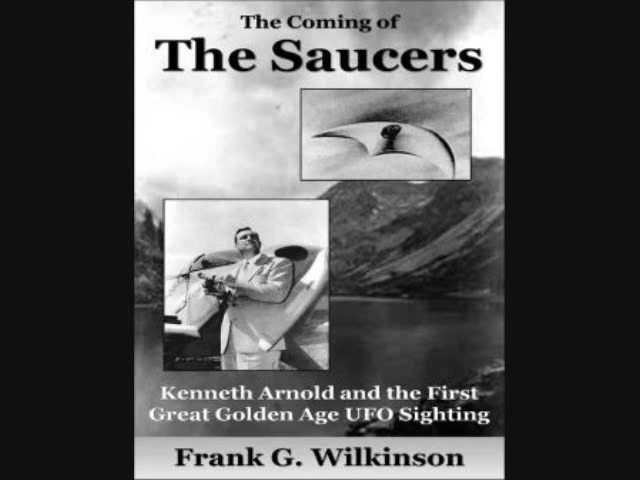 The Coming of
The Saucers
Kenneth Arnold and the First
Great Golden Age UFO Sighting
Frank G. Wilkinson